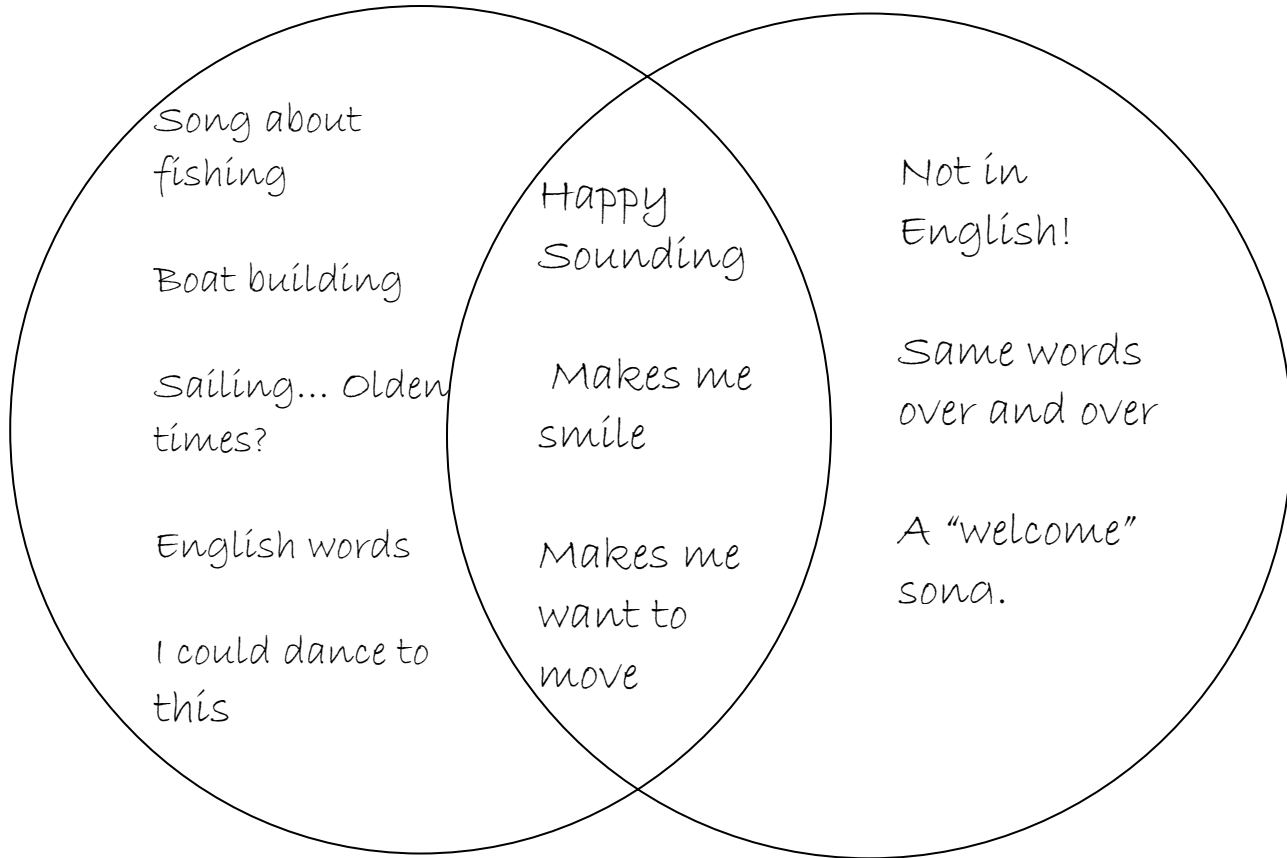 Song about
fishing
Boat building
Sailing... Olden
times?
English words
I could dance to
this
Happy
Sounding
Makes me
smile
Makes me
want to
move
Not in
English!
Same words
over and over
A “welcome”
song.